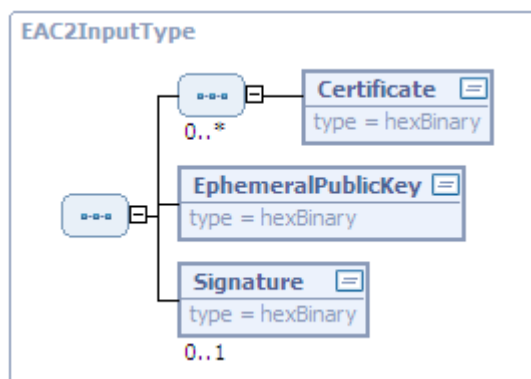 EAC2InputType
Certificate
type = hexBinary
0..*
EphemeralPublicKey
type = hexBinary
Signature
type = hexBinary
0..1